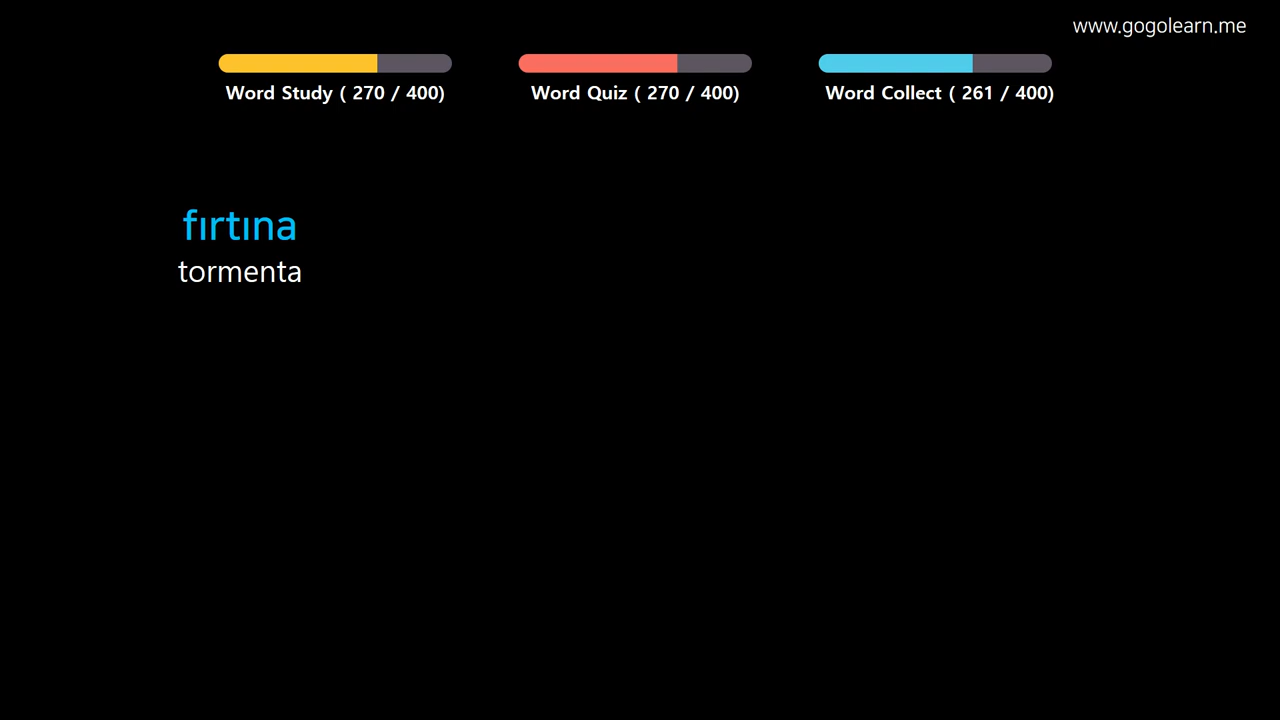 www.gogolearn.me
Word Study ( 270 / 400)
Word Quiz ( 270 / 400)
Word Collect ( 261 / 400)
fırtına
tormenta